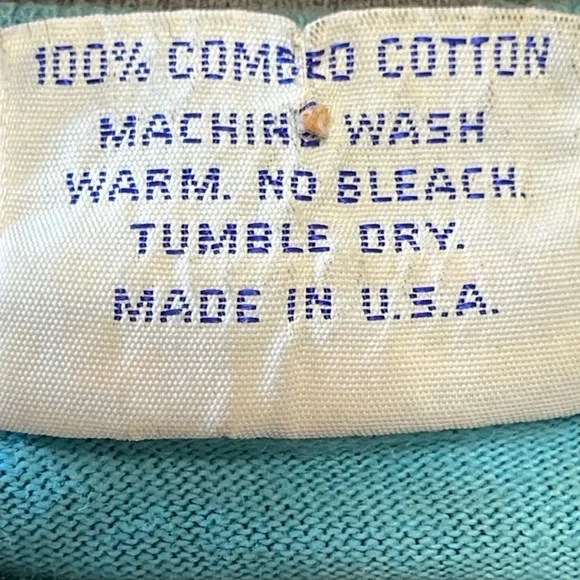 100% COMBED COTTON
MACHINE WASH
WARM. NO BLEACH.
TUMBLE DRY.
MADE IN U.S.A.